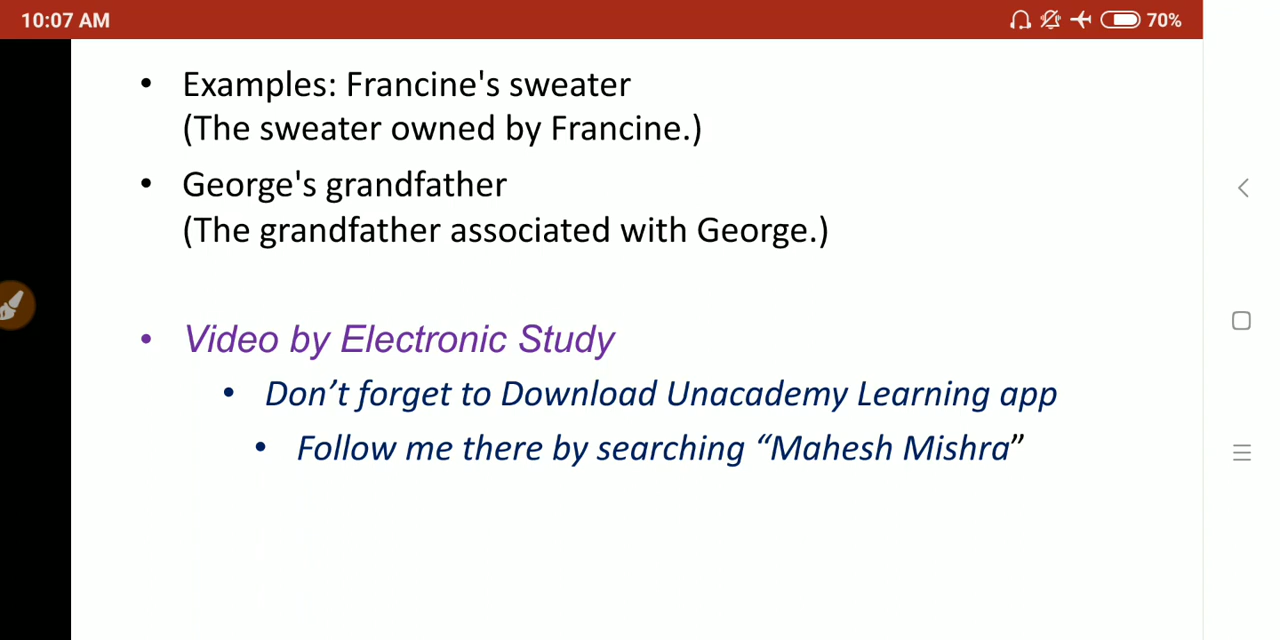 10:07 AM 70%
• Examples: Francine's sweater
(The sweater owned by Francine.)
• George's grandfather
(The grandfather associated with George.)
• Video by Electronic Study
• Don’t forget to Download Unacademy Learning app
• Follow me there by searching “Mahesh Mishra”